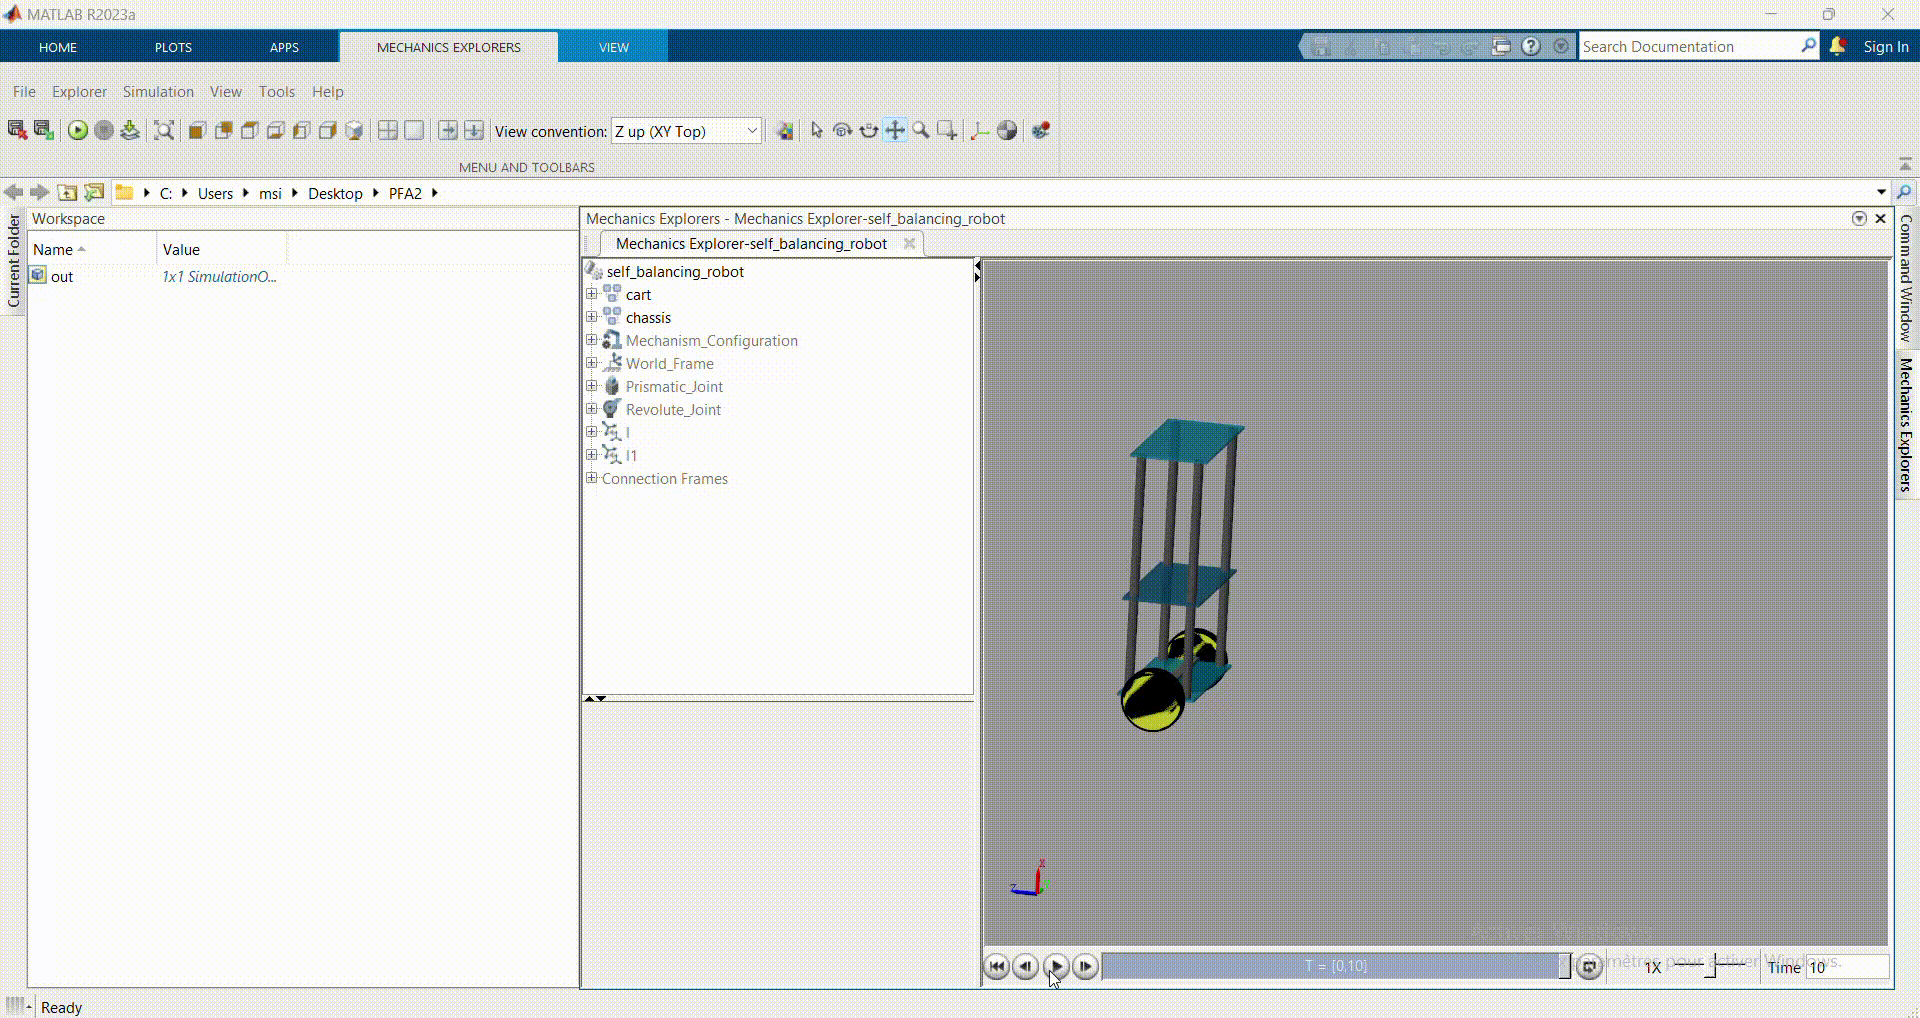 MATLAB R2023a
HOME PLOTS APPS MECHANICS EXPLORERS VIEW
Search Documentation Sign In
File Explorer Simulation View Tools Help
View convention: Z up (XY Top)
MENU AND TOOLBARS
C: Users msi Desktop PFA2
Current Folder
Workspace
Name Value
out 1x1 SimulationO...
Mechanics Explorers - Mechanics Explorer-self_balancing_robot
Mechanics Explorer-self_balancing_robot
self_balancing_robot
cart
chassis
Mechanism_Configuration
World_Frame
Prismatic_Joint
Revolute_Joint
I
I1
Connection Frames
Command Window
Mechanics Explorers
X
Z
T = [0,10]
1X
Time 10
pour activer Windows.
Ready